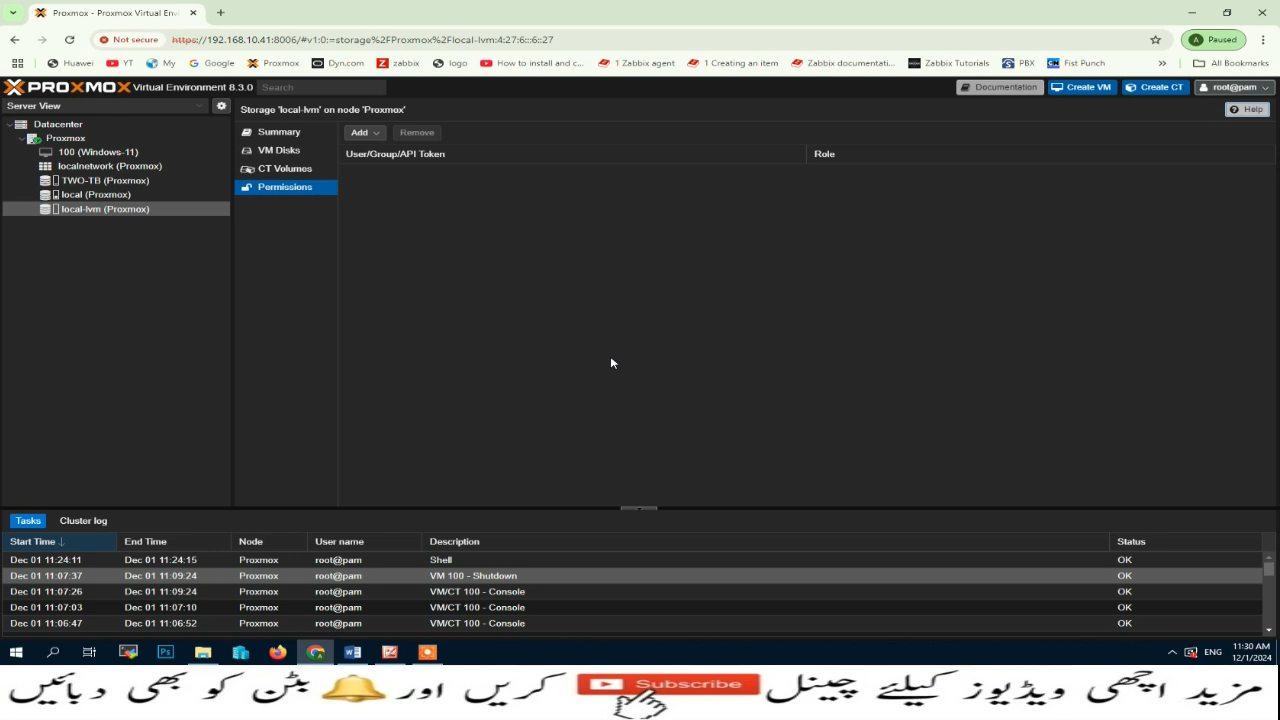 Proxmox - Proxmox Virtual Envi
Not secure https://192.168.10.41:8006/#v1:0:=storage%2FProxmox%2Flocal-lvm:4:27:6:::6::27 Paused
Huawei YT My Google Proxmox Dyn.com zabbix logo How to install and c... 1 Zabbix agent 1 Creating an item Zabbix documentati... Zabbix Tutorials PBX Fist Punch » All Bookmarks
PROXMOX Virtual Environment 8.3.0 Search Documentation Create VM Create CT root@pam
Server View
Storage 'local-lvm' on node 'Proxmox' Help
Datacenter
Proxmox
100 (Windows-11)
localnetwork (Proxmox)
TWO-TB (Proxmox)
local (Proxmox)
local-lvm (Proxmox)
Summary
VM Disks
CT Volumes
Permissions
Add Remove
User/Group/API Token Role
Tasks Cluster log
Start Time End Time Node User name Description Status
Dec 01 11:24:11 Dec 01 11:24:15 Proxmox root@pam Shell OK
Dec 01 11:07:37 Dec 01 11:09:24 Proxmox root@pam VM 100 - Shutdown OK
Dec 01 11:07:26 Dec 01 11:09:24 Proxmox root@pam VM/CT 100 - Console OK
Dec 01 11:07:03 Dec 01 11:07:10 Proxmox root@pam VM/CT 100 - Console OK
Dec 01 11:06:47 Dec 01 11:06:52 Proxmox root@pam VM/CT 100 - Console OK
Ps ENG 11:30 AM
12/1/2024
مزید اچھی ویڈیوز کیلئے چینل Subscribe کریں اور بٹن کو بھی دبائیں